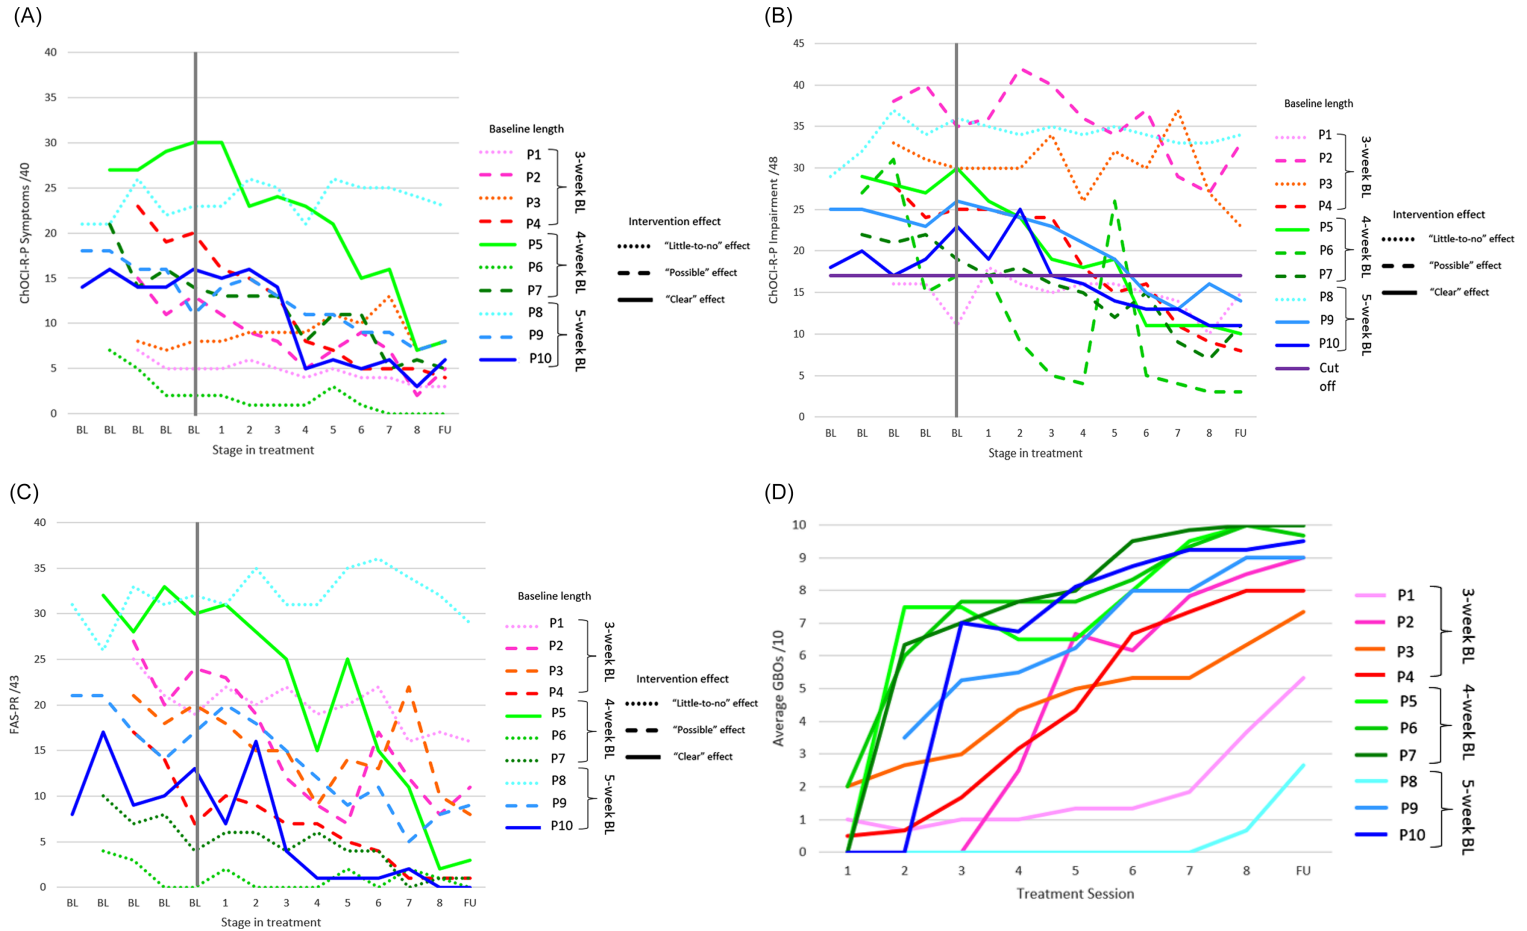 (A)
40
35
30
25
20
15
10
5
0
ChOCI-R-P Symptoms /40
BL BL BL BL BL 1 2 3 4 5 6 7 8 FU
Stage in treatment
Baseline length
P1
P2
P3
P4
P5
P6
P7
P8
P9
P10
3-week BL
4-week BL
5-week BL
Intervention effect
"Little-to-no" effect
"Possible" effect
"Clear" effect
(B)
45
40
35
30
25
20
15
10
5
0
ChOCI-R-P Impairment /48
BL BL BL BL BL 1 2 3 4 5 6 7 8 FU
Stage in treatment
Baseline length
P1
P2
P3
P4
P5
P6
P7
P8
P9
P10
Cut
off
3-week BL
4-week BL
5-week BL
Intervention effect
"Little-to-no" effect
"Possible" effect
"Clear" effect
(C)
40
35
30
25
20
15
10
5
0
FAS-PR /43
BL BL BL BL BL 1 2 3 4 5 6 7 8 FU
Stage in treatment
Baseline length
P1
P2
P3
P4
P5
P6
P7
P8
P9
P10
3-week BL
4-week BL
5-week BL
Intervention effect
"Little-to-no" effect
"Possible" effect
"Clear" effect
(D)
10
9
8
7
6
5
4
3
2
1
0
Average GBOs /10
1 2 3 4 5 6 7 8 FU
Treatment Session
P1
P2
P3
P4
P5
P6
P7
P8
P9
P10
3-week BL
4-week BL
5-week BL